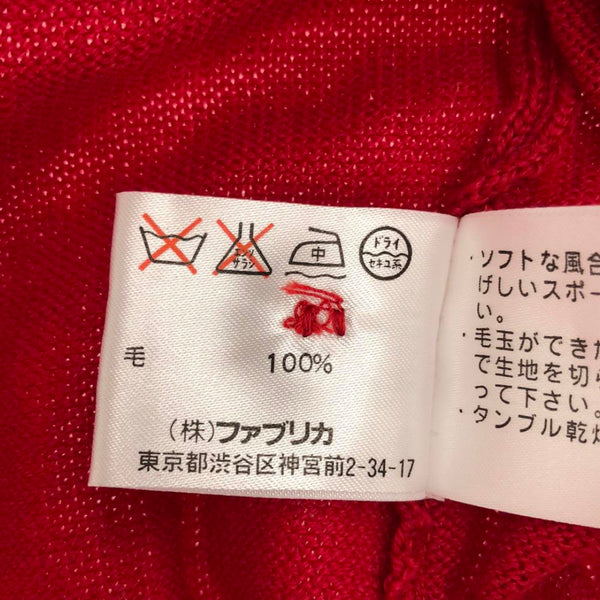 エンソ
サラシ
中
ドライ
セキユ系
毛 100%
(株)ファブリカ
東京都渋谷区神宮前2-34-17
・ソフトな風合
げしいスポー
い。
・毛玉ができた
で生地を切ら
って下さい。
・タンブル乾燥